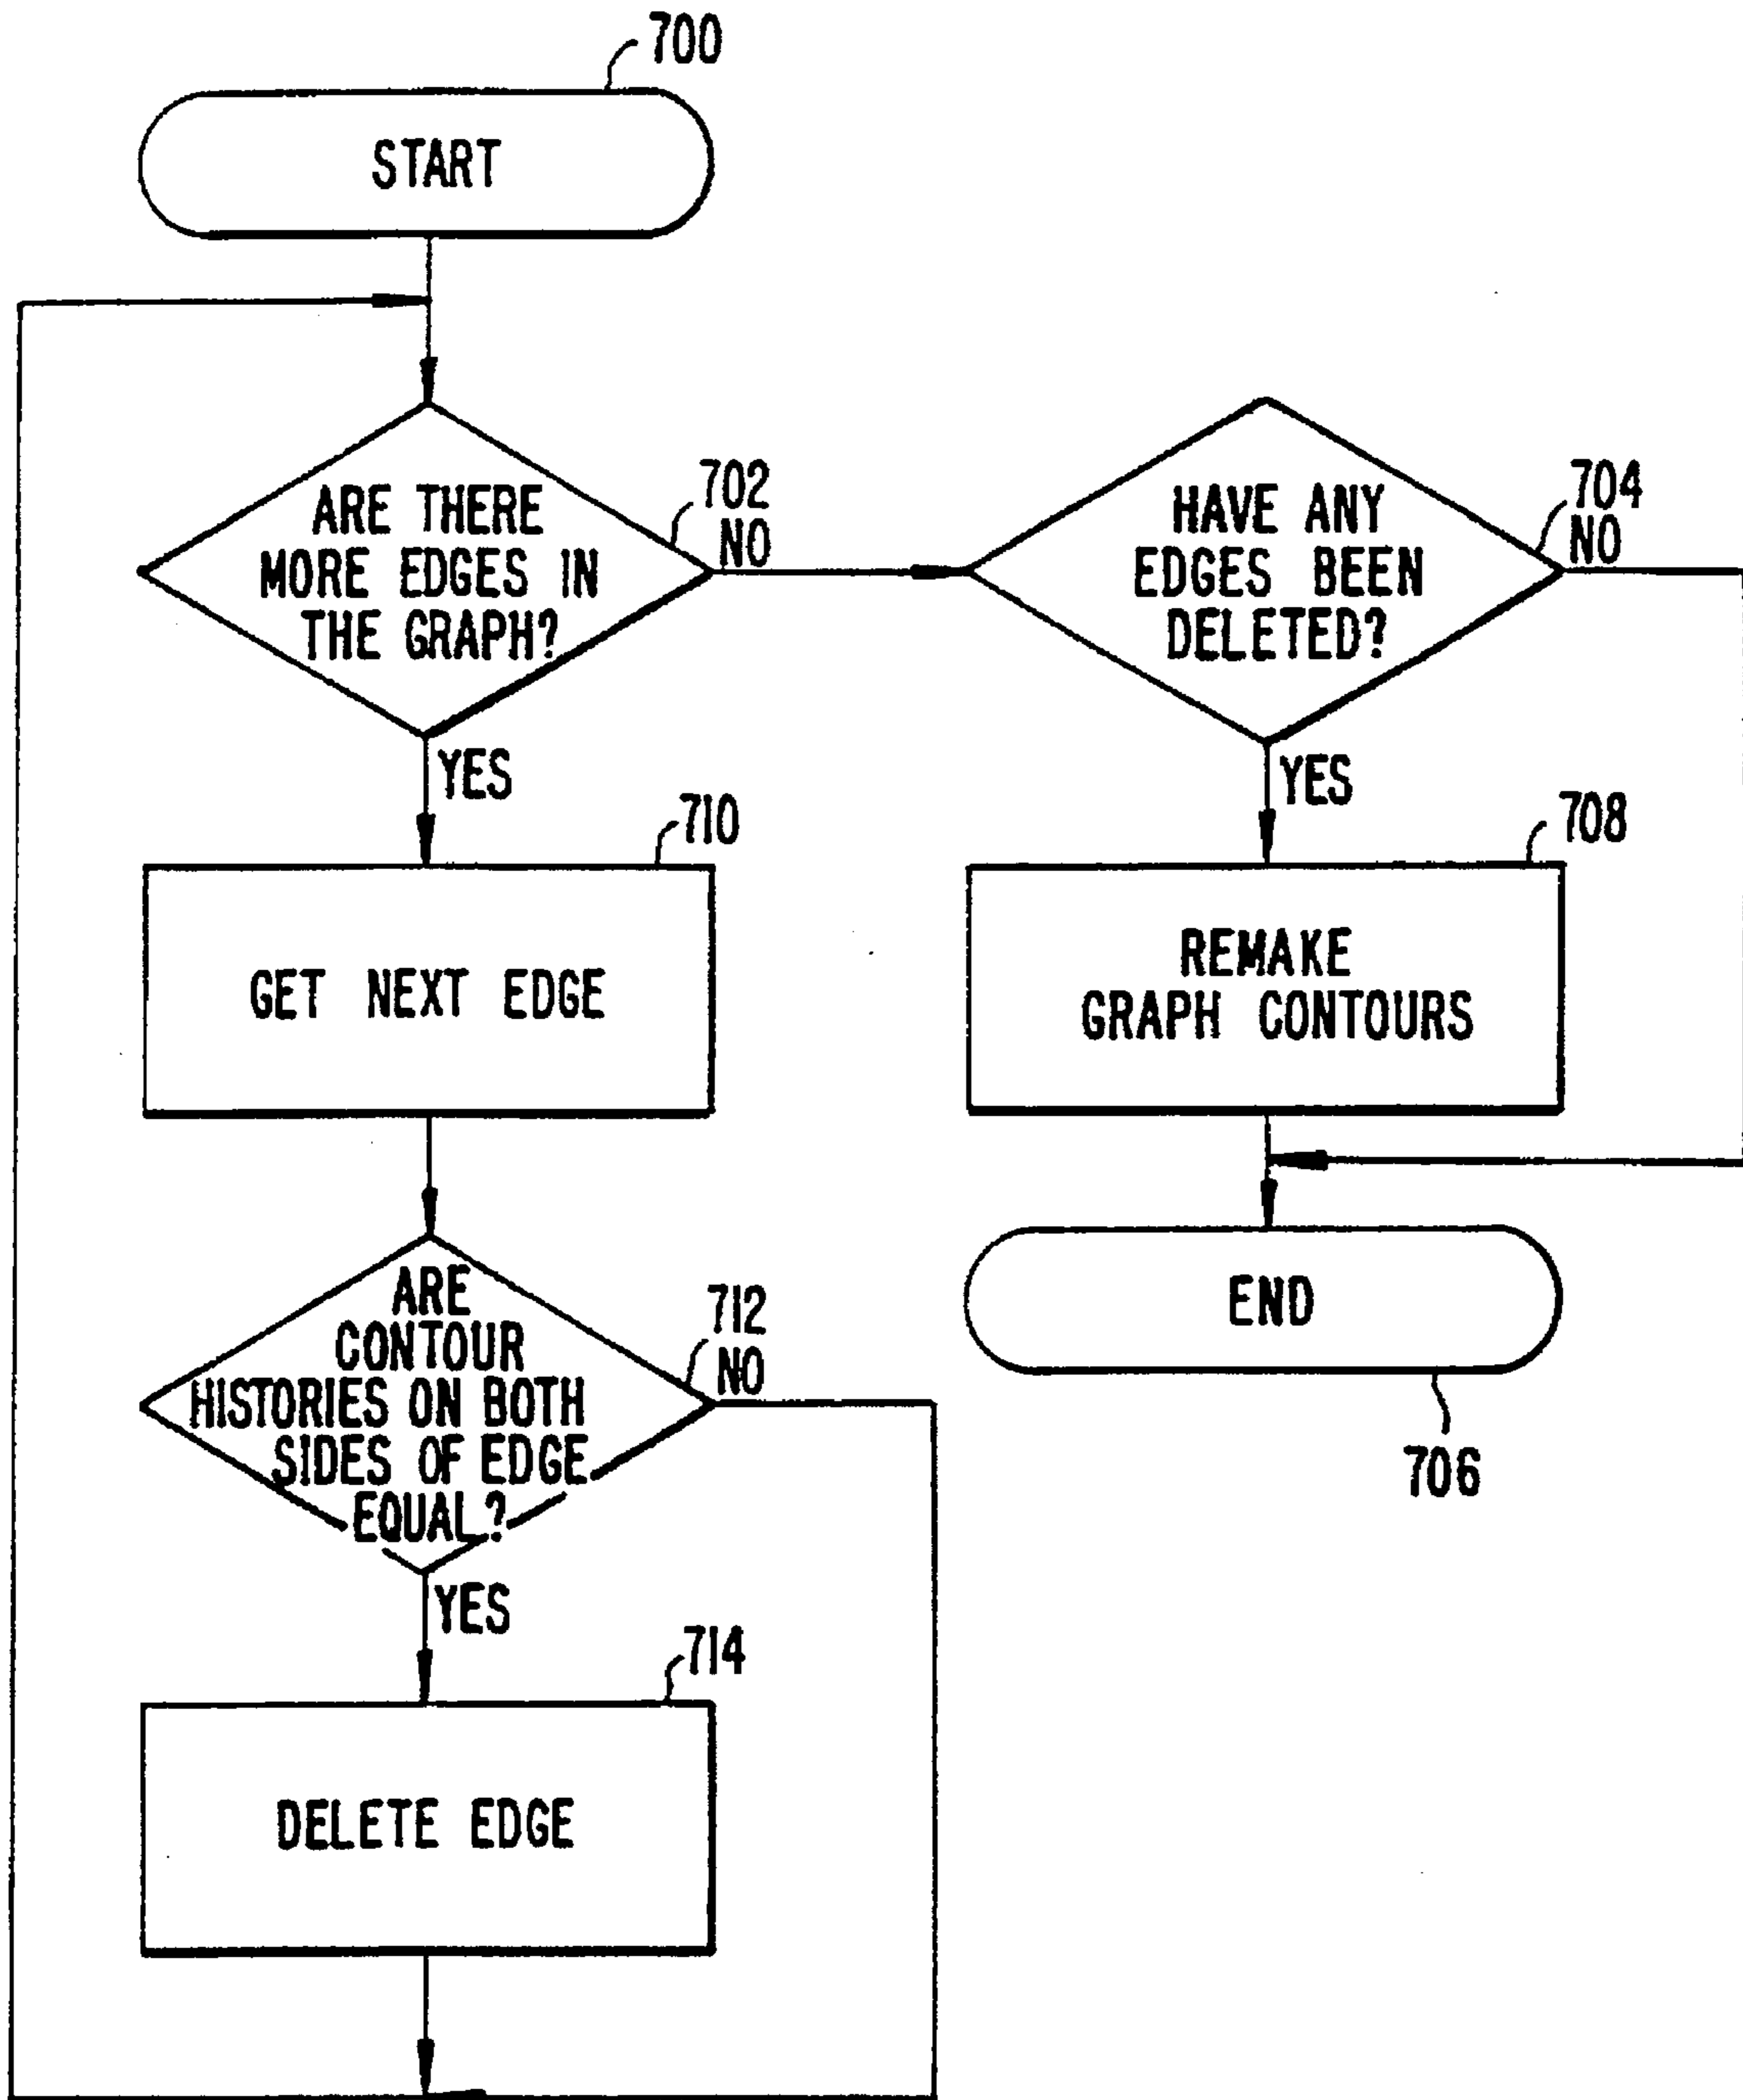 700
START
ARE THERE
MORE EDGES IN
THE GRAPH?
702
NO
YES
HAVE ANY
EDGES BEEN
DELETED?
704
NO
YES
710
GET NEXT EDGE
708
REMAKE
GRAPH CONTOURS
ARE
CONTOUR
HISTORIES ON BOTH
SIDES OF EDGE
EQUAL?
712
NO
YES
END
706
714
DELETE EDGE